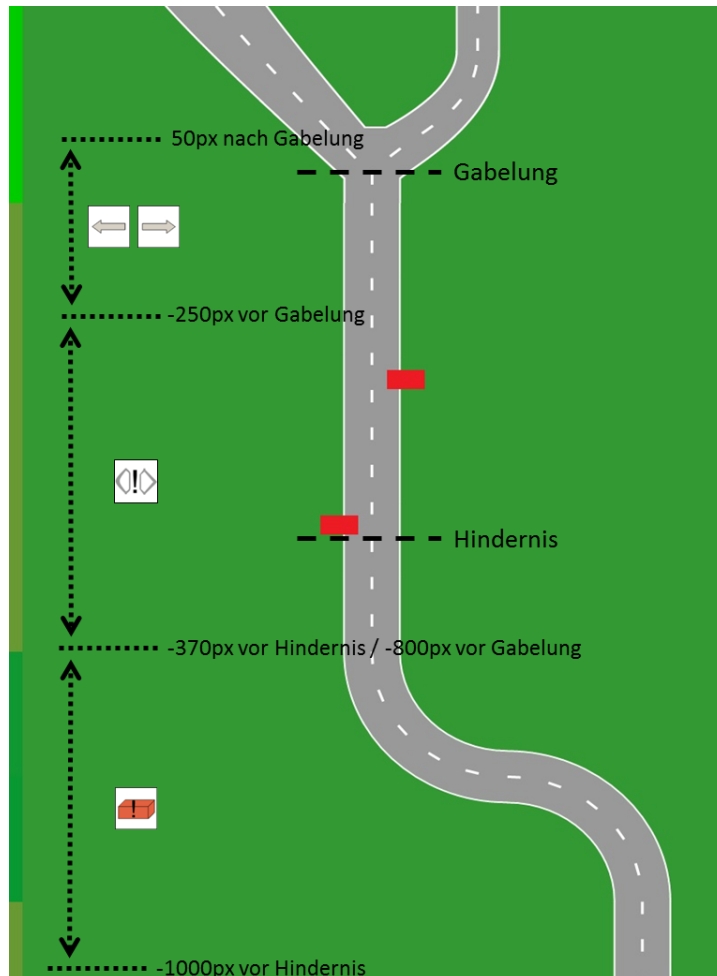 50px nach Gabelung
Gabelung
-250px vor Gabelung
!
Hindernis
-370px vor Hindernis / -800px vor Gabelung
!
-1000px vor Hindernis